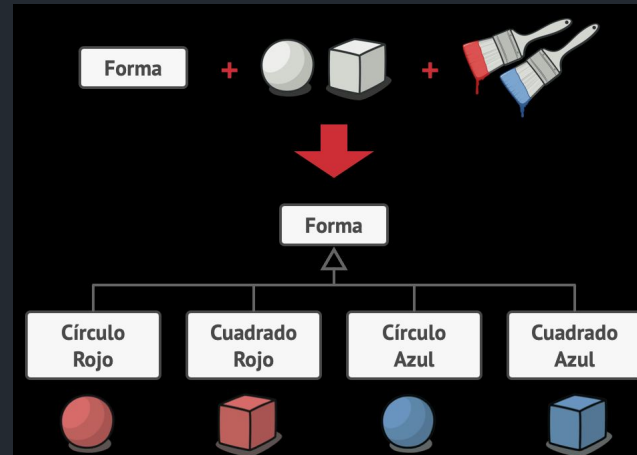 Forma
+
+
Forma
Círculo
Rojo
Cuadrado
Rojo
Círculo
Azul
Cuadrado
Azul